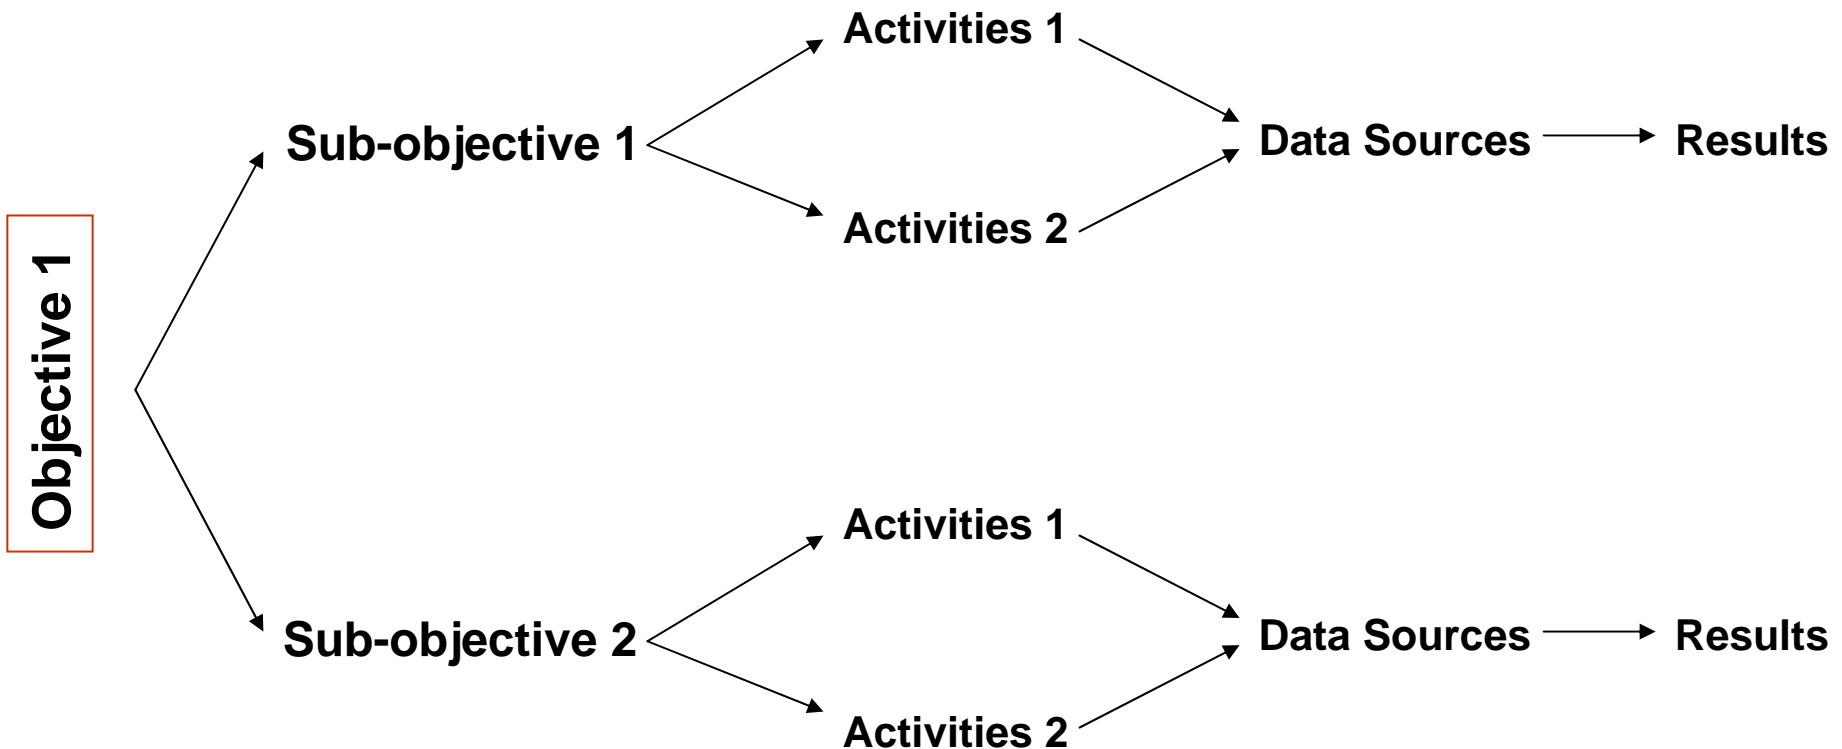 Objective 1
Sub-objective 1
Activities 1
Activities 2
Data Sources
Results
Sub-objective 2
Activities 1
Activities 2
Data Sources
Results